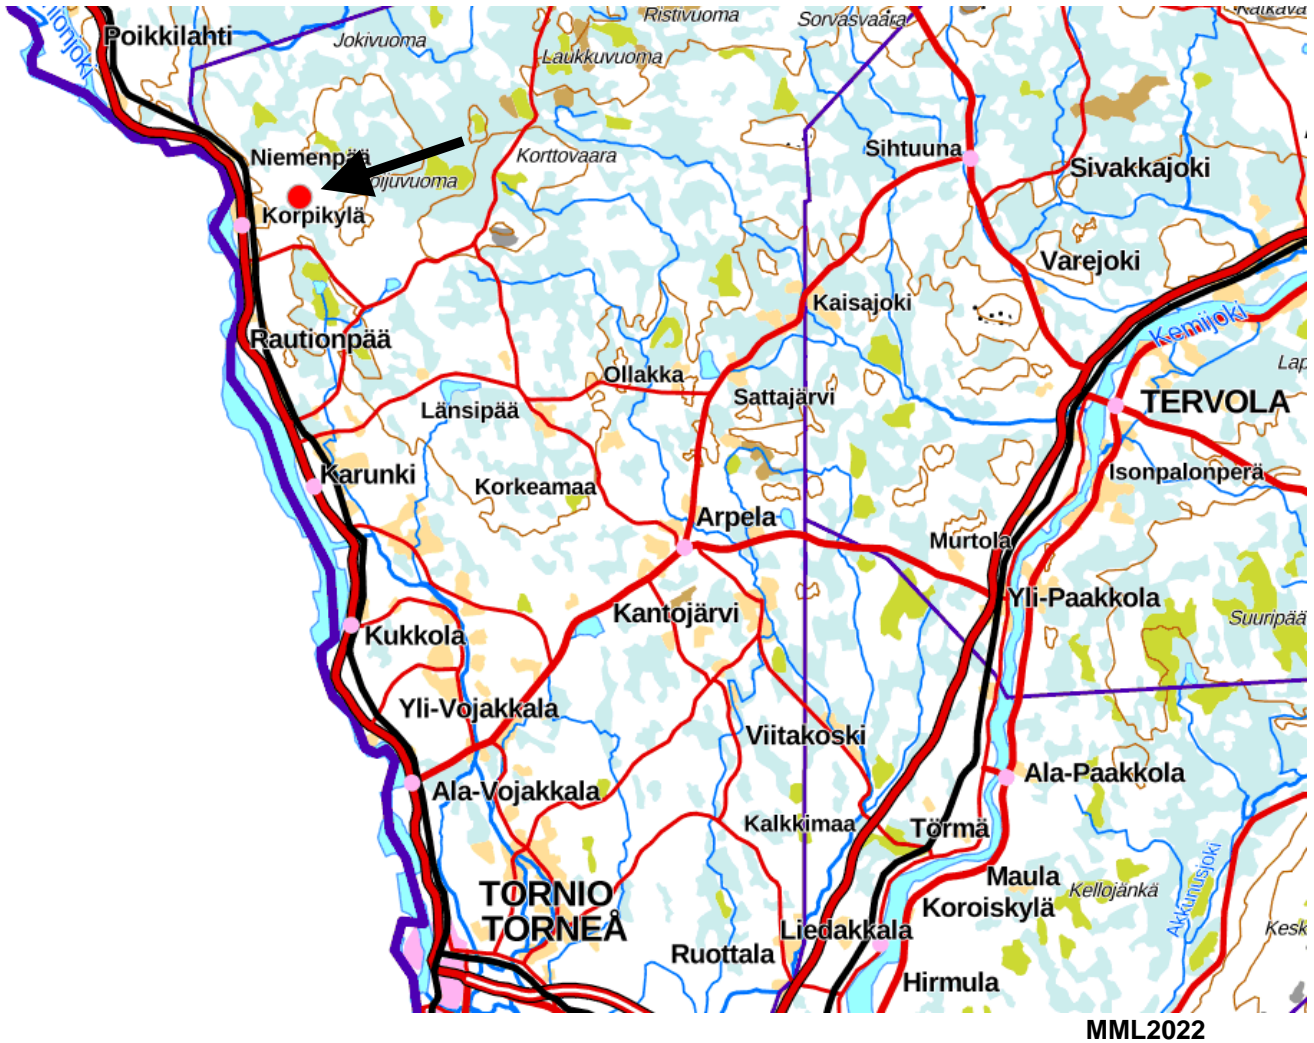 Poikkilahti
Jokivuoma
Ristivuoma
Sorvasvaara
Laukkuvuoma
Niemenpää
Korttovaara
Sihtuuna
Sivakkajoki
Korpikylä
Varejoki
Kaisajoki
Kemijoki
Rautionpää
Ollakka
Länsipää
Sattajärvi
TERVOLA
Karunki
Korkeamaa
Isonpalonperä
Arpela
Murtola
Kantojärvi
Yli-Paakkola
Suuripää
Kukkola
Yli-Vojakkala
Viitakoski
Ala-Vojakkala
Ala-Paakkola
Kalkkimaa
Törmä
Maula
Kellojänkä
Akkunusjoki
TORNIO
TORNEÅ
Koroiskylä
Liedakkala
Ruottala
Hirmula
MML2022